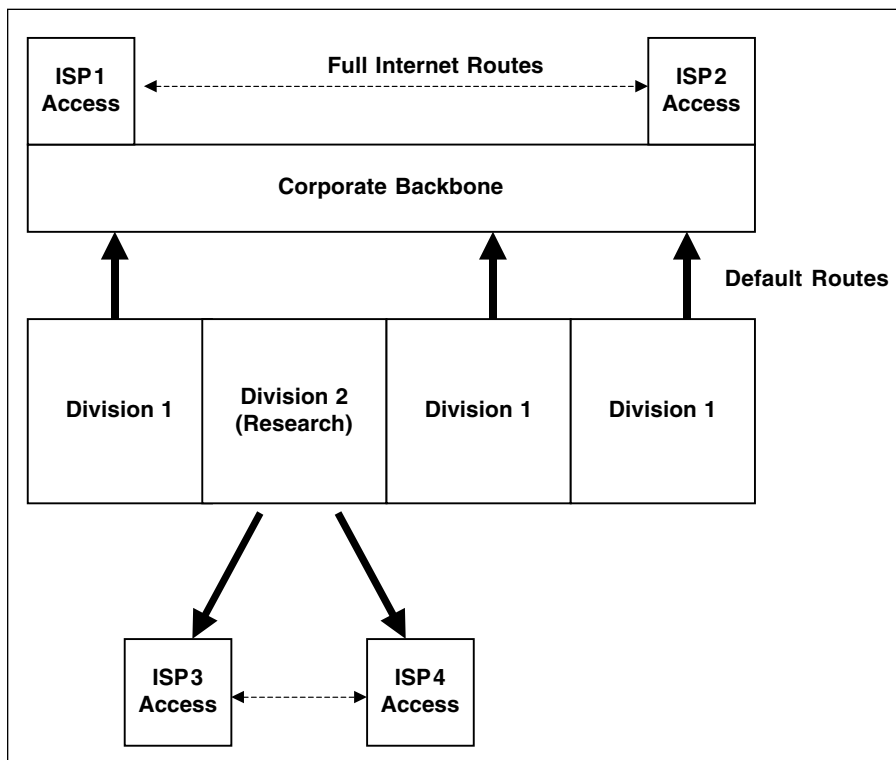 ISP1
Access
Full Internet Routes
ISP2
Access
Corporate Backbone
Default Routes
Division 1
Division 2
(Research)
Division 1
Division 1
ISP3
Access
ISP4
Access